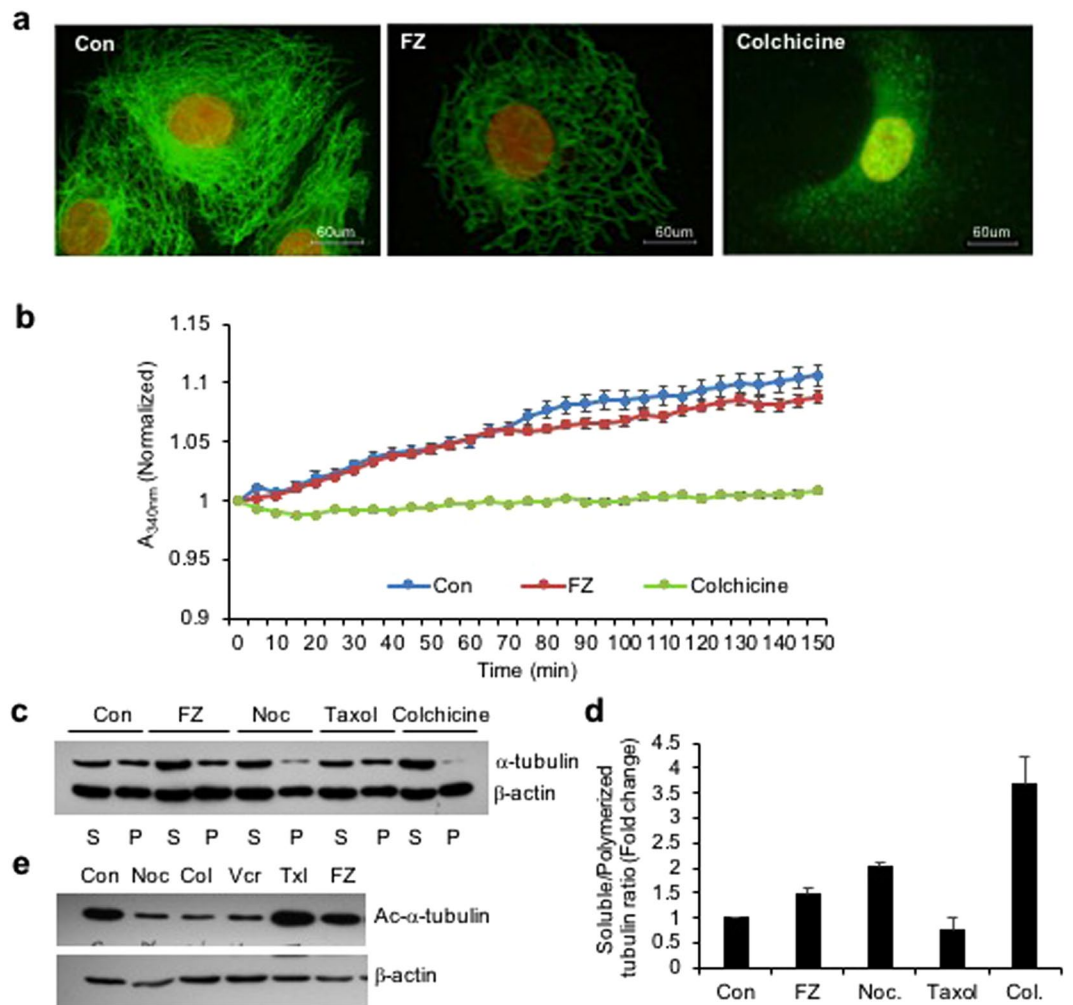 a
Con
FZ
Colchicine
60um
60um
60um
b
1.15
1.1
1.05
1
0.95
0.9
A340nm (Normalized)
Con
FZ
Colchicine
0 10 20 30 40 50 60 70 80 90 100 110 120 130 140 150
Time (min)
c
Con FZ Noc Taxol Colchicine
α-tubulin
β-actin
S P S P S P S P S P
d
Soluble/Polymerized
tubulin ratio (Fold change)
4.5
4
3.5
3
2.5
2
1.5
1
0.5
0
Con FZ Noc. Taxol Col.
e
Con Noc Col Vcr Txl FZ
Ac-α-tubulin
β-actin